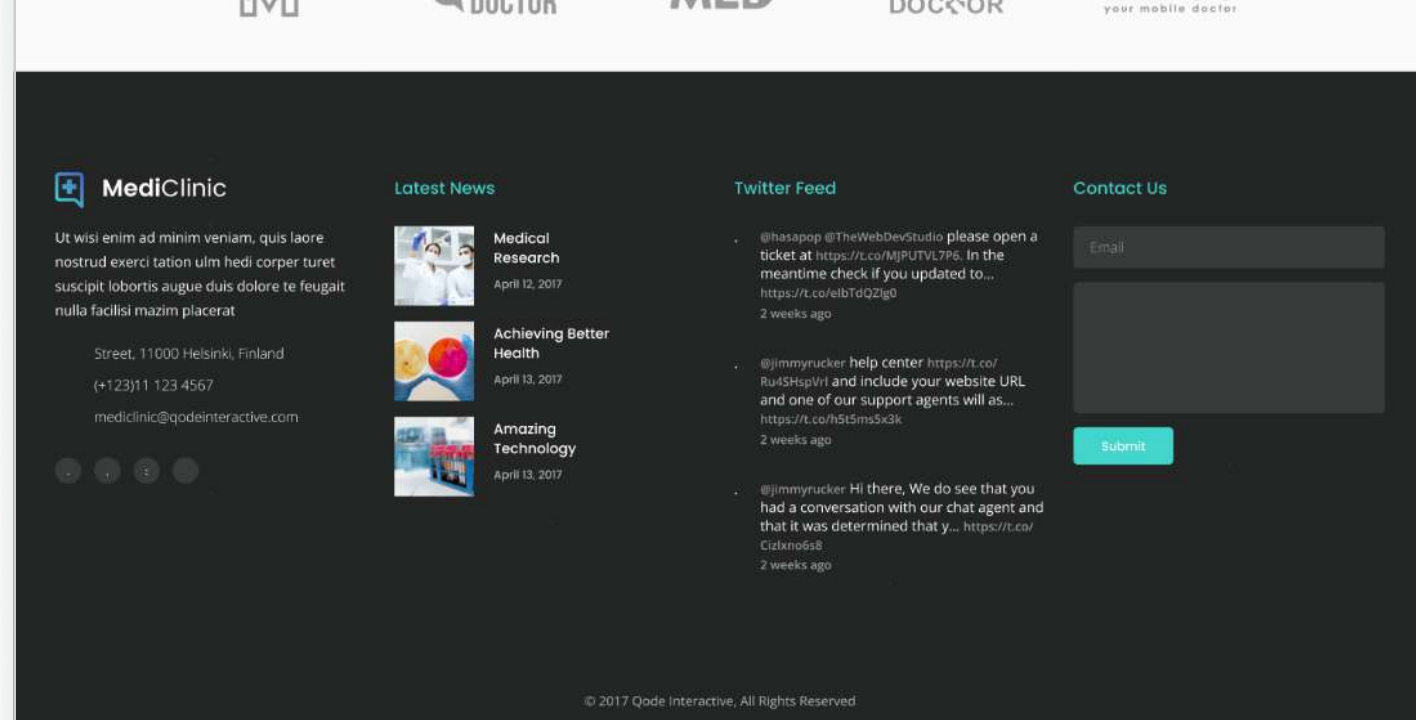 DOCTOR
MED
your mobile doctor
MediClinic
Ut wisi enim ad minim veniam, quis laore
nostrud exerci tation ulm hedi corper turet
suscipit lobortis augue duis dolore te feugait
nulla facilisi mazim placerat
Street, 11000 Helsinki, Finland
(+123)11 123 4567
mediclinic@qodeinteractive.com
Latest News
Medical
Research
April 12, 2017
Achieving Better
Health
April 13, 2017
Amazing
Technology
April 13, 2017
Twitter Feed
@hasapop @TheWebDevStudio please open a
ticket at https://t.co/MJPUTVL7P6. In the
meantime check if you updated to...
https://t.co/elbTdQZlg0
2 weeks ago
@jimmyrucker help center https://t.co/
Ru4SHspVrI and include your website URL
and one of our support agents will as...
https://t.co/h5t5ms5x3k
2 weeks ago
@jimmyrucker Hi there, We do see that you
had a conversation with our chat agent and
that it was determined that y... https://t.co/
Cizlxno6s8
2 weeks ago
Contact Us
Email
Submit
© 2017 Qode Interactive, All Rights Reserved